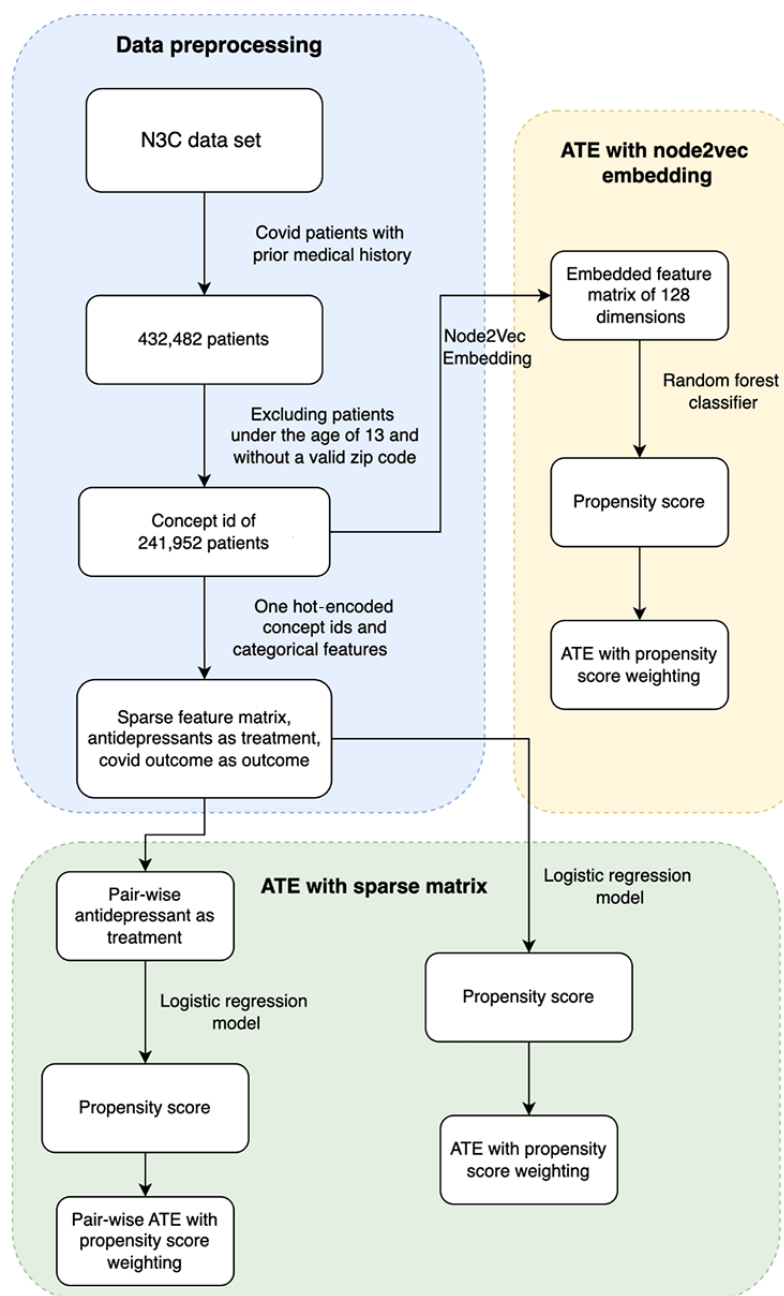 Data preprocessing
N3C data set
Covid patients with
prior medical history
432,482 patients
Excluding patients
under the age of 13 and
without a valid zip code
Concept id of
241,952 patients
One hot-encoded
concept ids and
categorical features
Sparse feature matrix,
antidepressants as treatment,
covid outcome as outcome
Node2Vec
Embedding
ATE with node2vec
embedding
Embedded feature
matrix of 128
dimensions
Random forest
classifier
Propensity score
ATE with propensity
score weighting
ATE with sparse matrix
Pair-wise
antidepressant as
treatment
Logistic regression
model
Propensity score
Pair-wise ATE with
propensity score
weighting
Logistic regression
model
Propensity score
ATE with propensity
score weighting